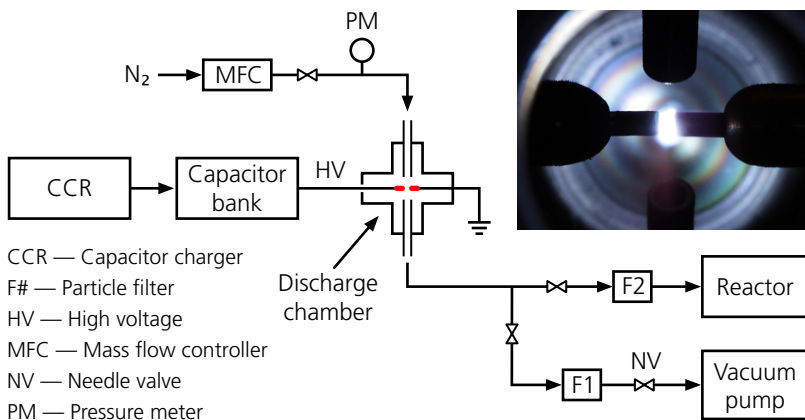 PM
N₂
MFC
HV
CCR
Capacitor
bank
Discharge
chamber
CCR — Capacitor charger
F# — Particle filter
HV — High voltage
MFC — Mass flow controller
NV — Needle valve
PM — Pressure meter
F2
Reactor
F1
NV
Vacuum
pump